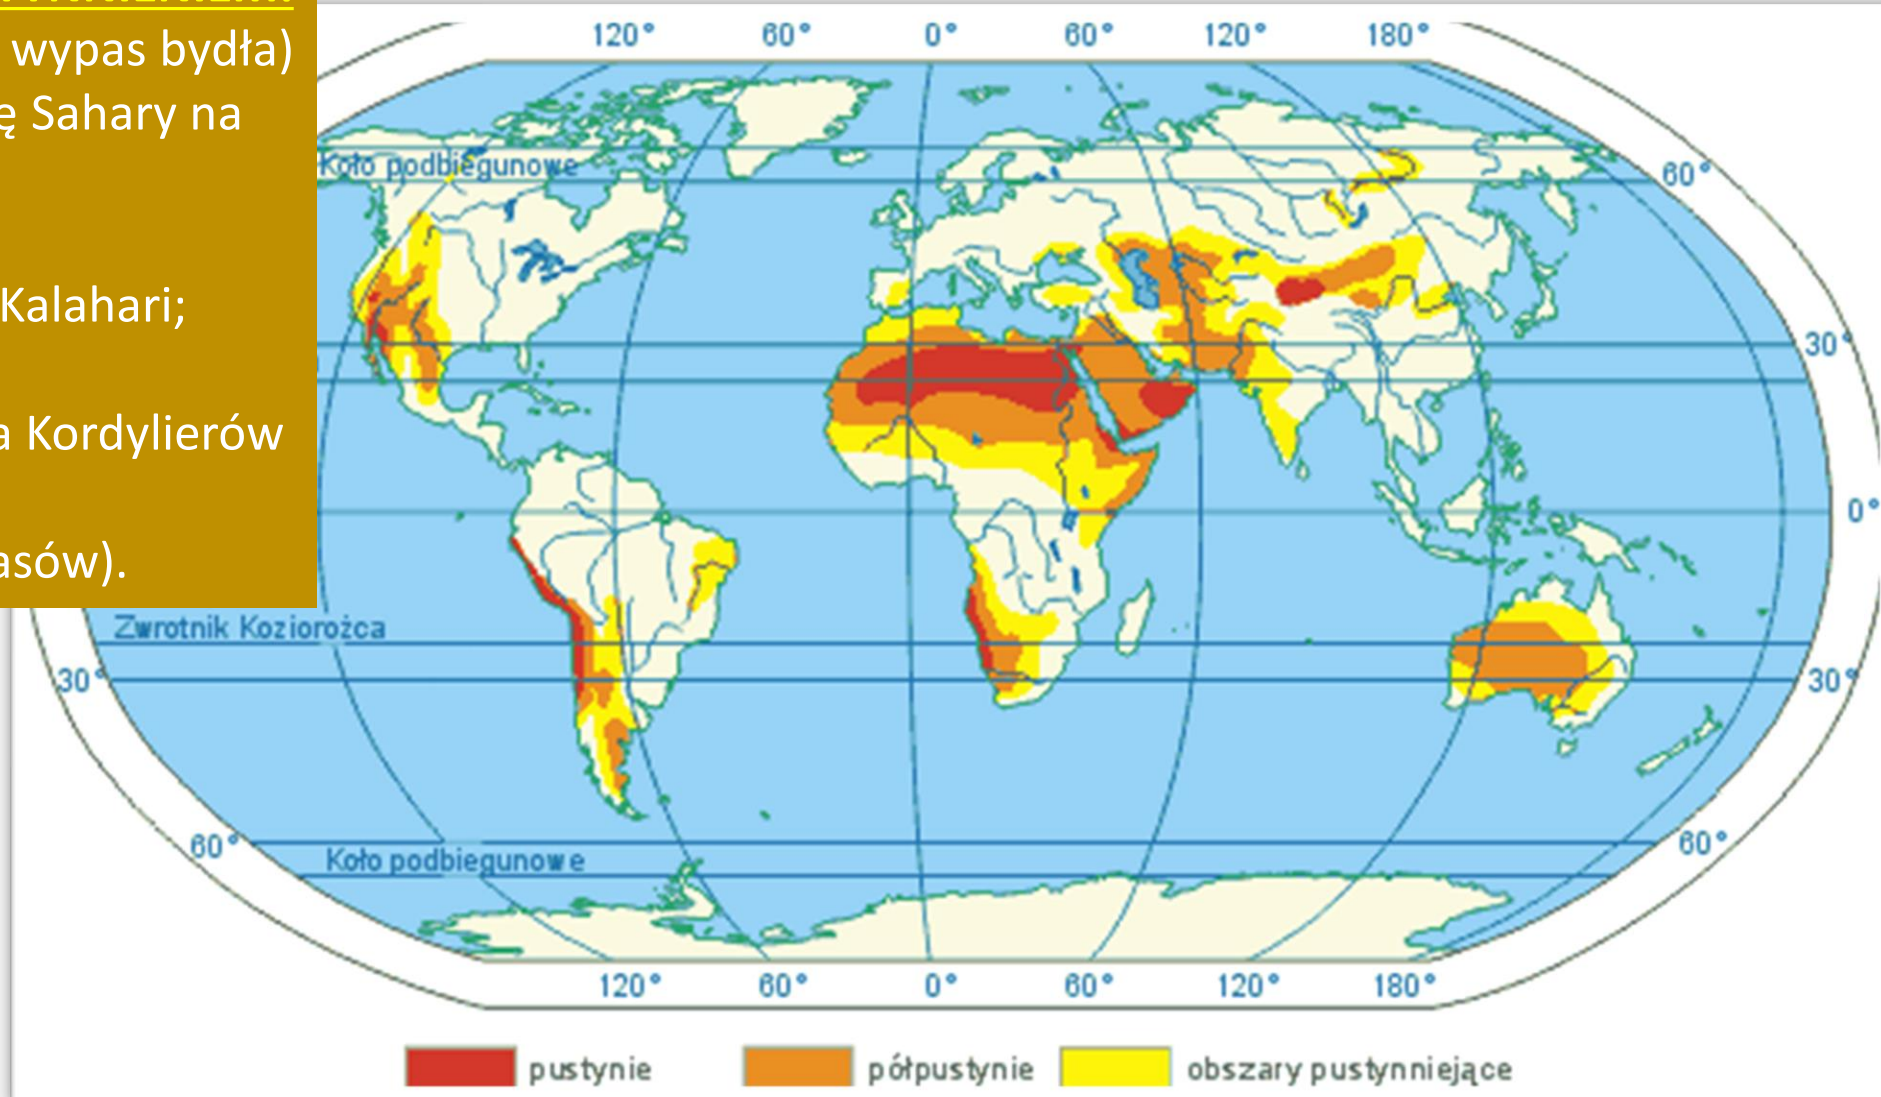 wypas bydła)
ę Sahary na
Kalahari;
a Kordylierów
asów).
120° 60° 0° 60° 120° 180°
Koło podbiegunowe
60°
30°
0°
Zwrotnik Koziorożca
30° 30°
60° 60°
Koło podbiegunowe
120° 60° 0° 60° 120° 180°
pustynie półpustynie obszary pustynniejące